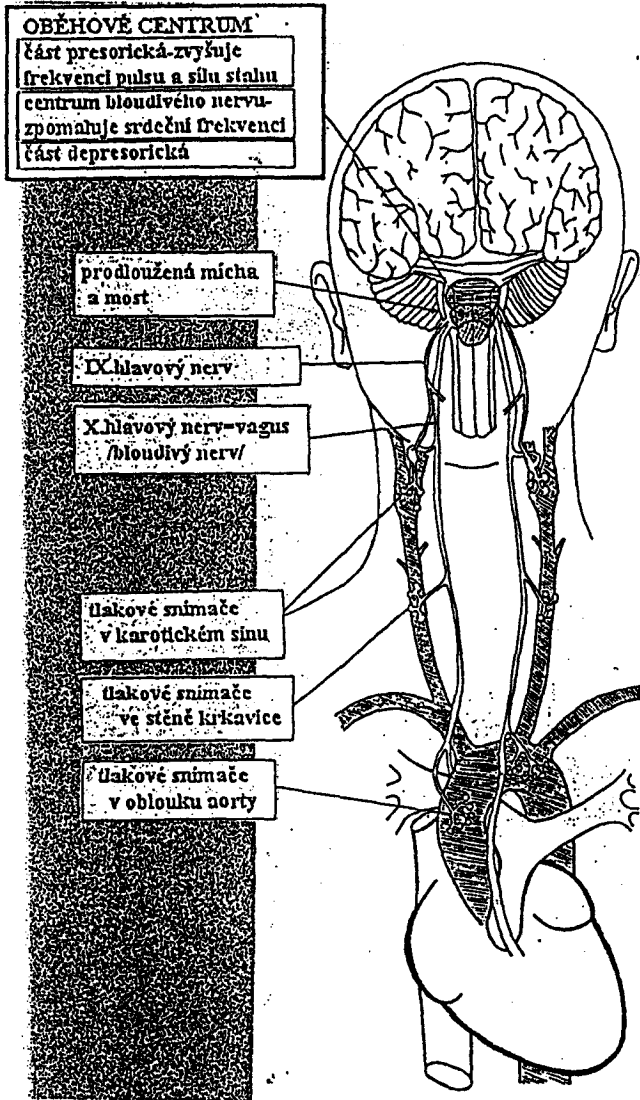 OBĚHOVÉ CENTRUM
část presorická-zvyšuje
frekvenci pulsu a sílu stahu
centrum bloudivého nervu-
zpomaluje srdeční frekvenci
část depresorická
prodloužená mícha
a most
IX.hlavový nerv
X.hlavový nerv=vagus
/bloudivý nerv/
tlakové snímače
v karotickém sinu
tlakové snímače
ve stěně krkavice
tlakové snímače
v oblouku aorty